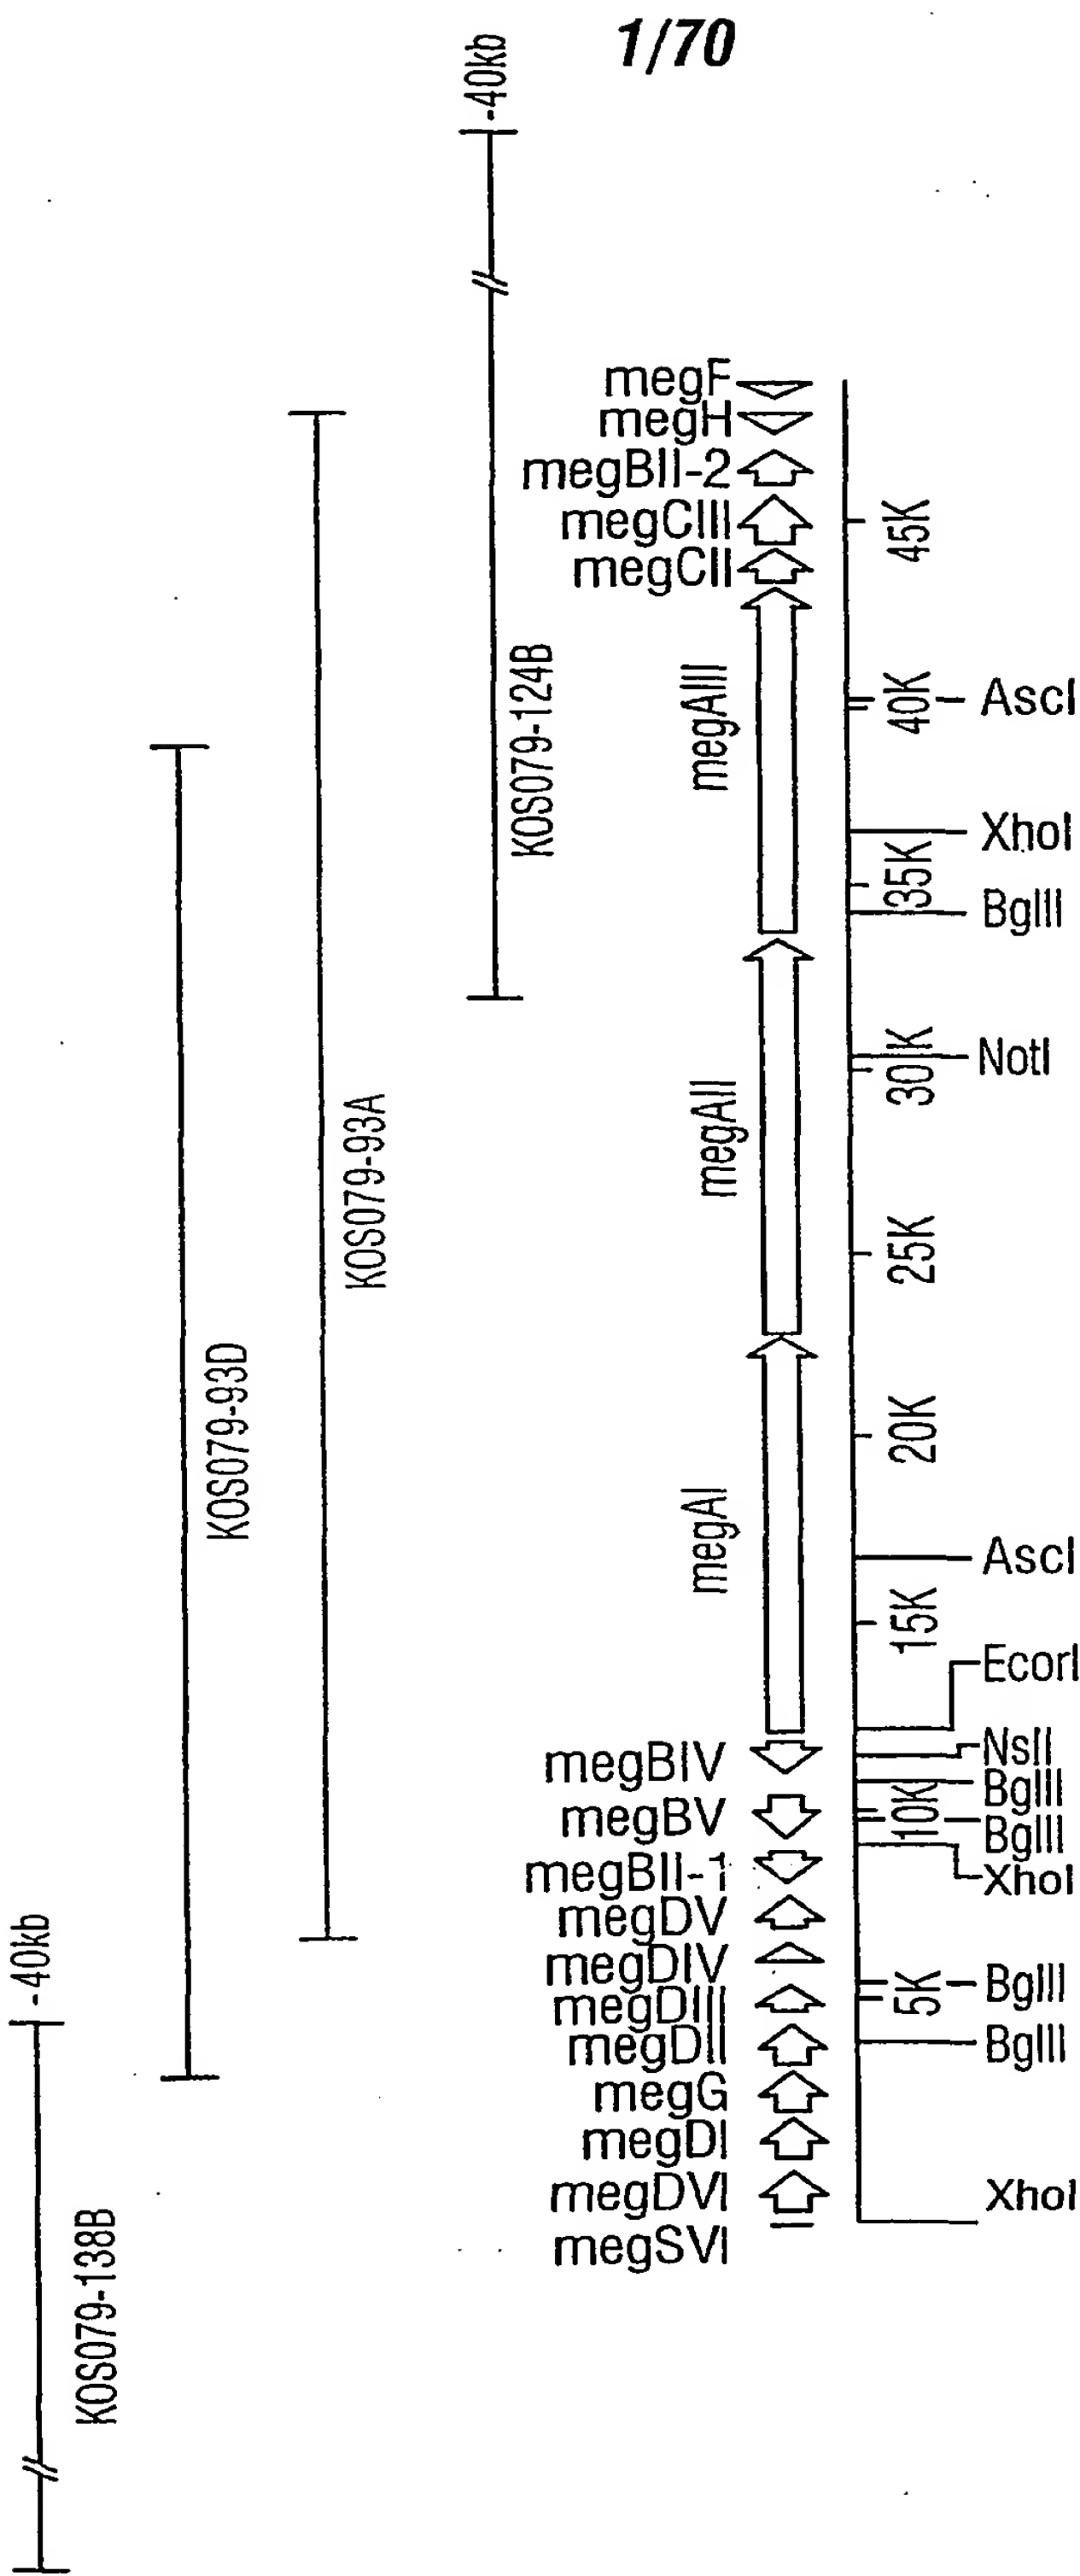 1/70
-40kb
KOS079-124B
KOS079-93A
KOS079-93D
-40kb
KOS079-138B
megF
megH
megBII-2
megCIII
megCII
megAIII
megAII
megAI
megBIV
megBV
megBII-1
megDV
megDIV
megDIII
megDII
megG
megDI
megDVI
megSVI
45K
40K
35K
30K
25K
20K
15K
10K
5K
AscI
XhoI
BglII
NotI
AscI
EcorI
NsII
BglII
BglII
XhoI
BglII
BglII
XhoI